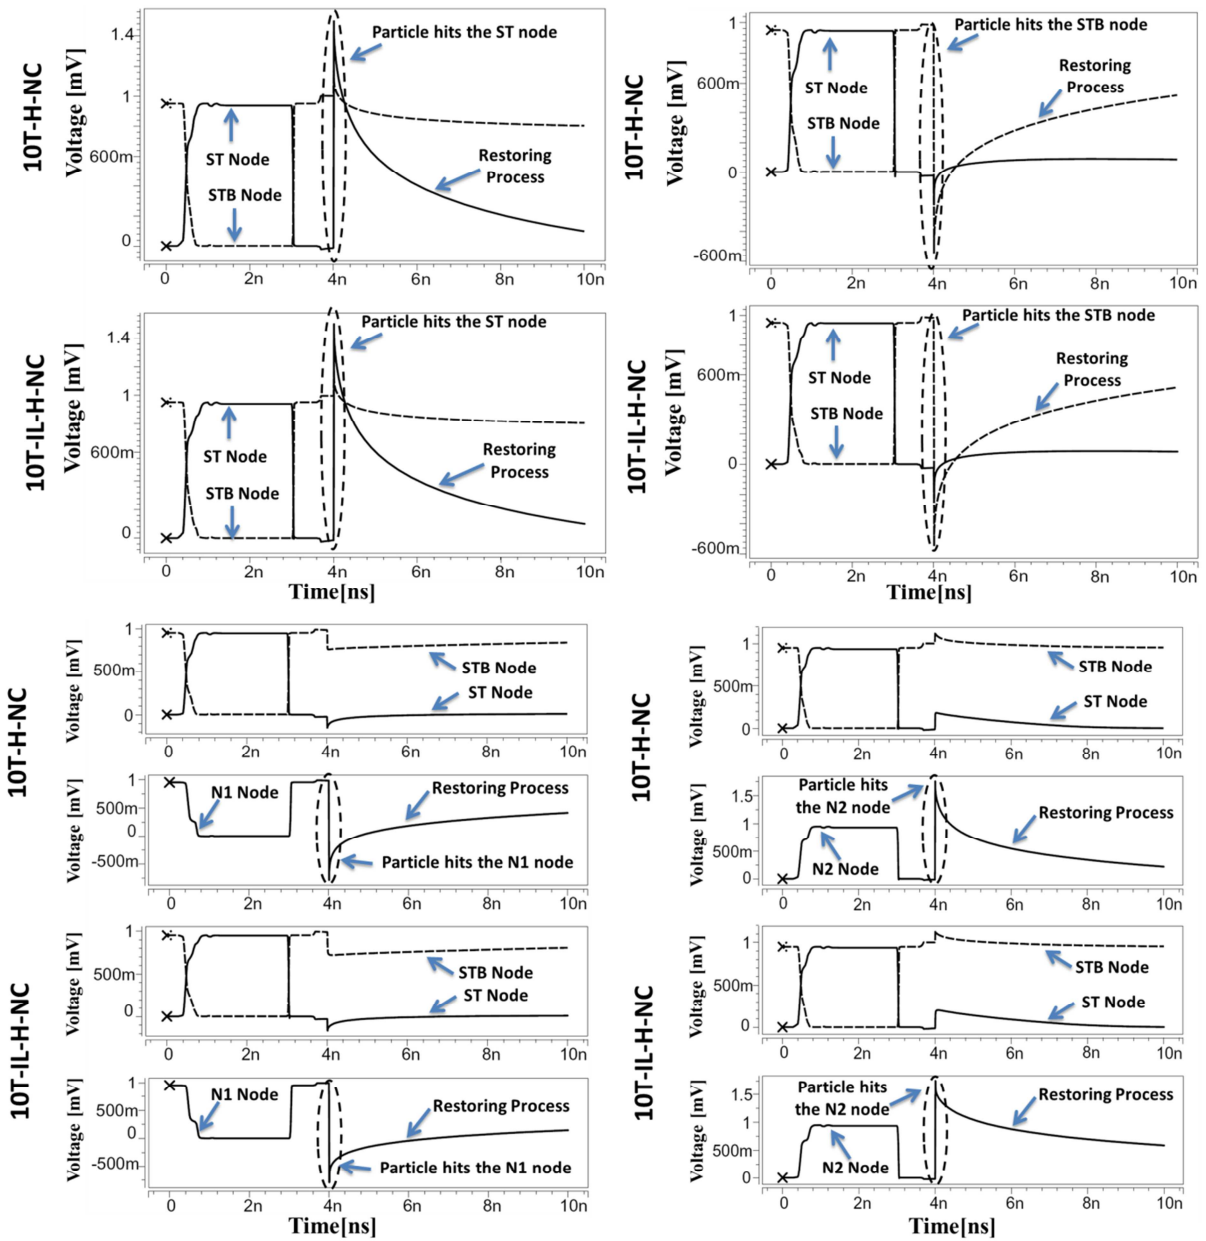 10T-H-NC
Voltage [mV]
1.4
1
600m
0
Particle hits the ST node
ST Node
STB Node
Restoring
Process
0 2n 4n 6n 8n 10n
10T-H-NC
Voltage [mV]
1
600m
0
-600m
Particle hits the STB node
Restoring
Process
ST Node
STB Node
0 2n 4n 6n 8n 10n
10T-IL-H-NC
Voltage [mV]
1.4
1
600m
0
Particle hits the ST node
ST Node
STB Node
Restoring
Process
0 2n 4n 6n 8n 10n
Time[ns]
10T-IL-H-NC
Voltage [mV]
1
600m
0
-600m
Particle hits the STB node
Restoring
Process
ST Node
STB Node
0 2n 4n 6n 8n 10n
Time[ns]
10T-H-NC
Voltage [mV]
1
500m
0
STB Node
ST Node
0 2n 4n 6n 8n 10n
Voltage [mV]
1
500m
0
-500m
N1 Node
Restoring Process
Particle hits the N1 node
0 2n 4n 6n 8n 10n
10T-IL-H-NC
Voltage [mV]
1
500m
0
STB Node
ST Node
0 2n 4n 6n 8n 10n
Voltage [mV]
1
500m
0
-500m
N1 Node
Restoring Process
Particle hits the N1 node
0 2n 4n 6n 8n 10n
Time[ns]
10T-H-NC
Voltage [mV]
1
500m
0
STB Node
ST Node
0 2n 4n 6n 8n 10n
Voltage [mV]
1.5
1
500m
0
Particle hits
the N2 node
Restoring Process
N2 Node
0 2n 4n 6n 8n 10n
10T-IL-H-NC
Voltage [mV]
1
500m
0
STB Node
ST Node
0 2n 4n 6n 8n 10n
Voltage [mV]
1.5
1
500m
0
Particle hits
the N2 node
Restoring Process
N2 Node
0 2n 4n 6n 8n 10n
Time[ns]